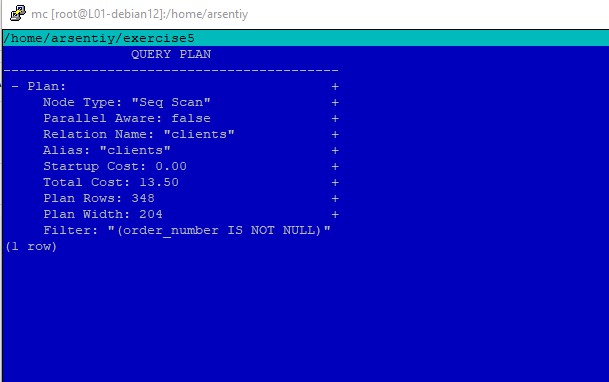 mc [root@L01-debian12]:/home/arsentiy
/home/arsentiy/exercise5
QUERY PLAN
------------------------------------------
- Plan: +
Node Type: "Seq Scan" +
Parallel Aware: false +
Relation Name: "clients" +
Alias: "clients" +
Startup Cost: 0.00 +
Total Cost: 13.50 +
Plan Rows: 348 +
Plan Width: 204 +
Filter: "(order_number IS NOT NULL)"
(1 row)